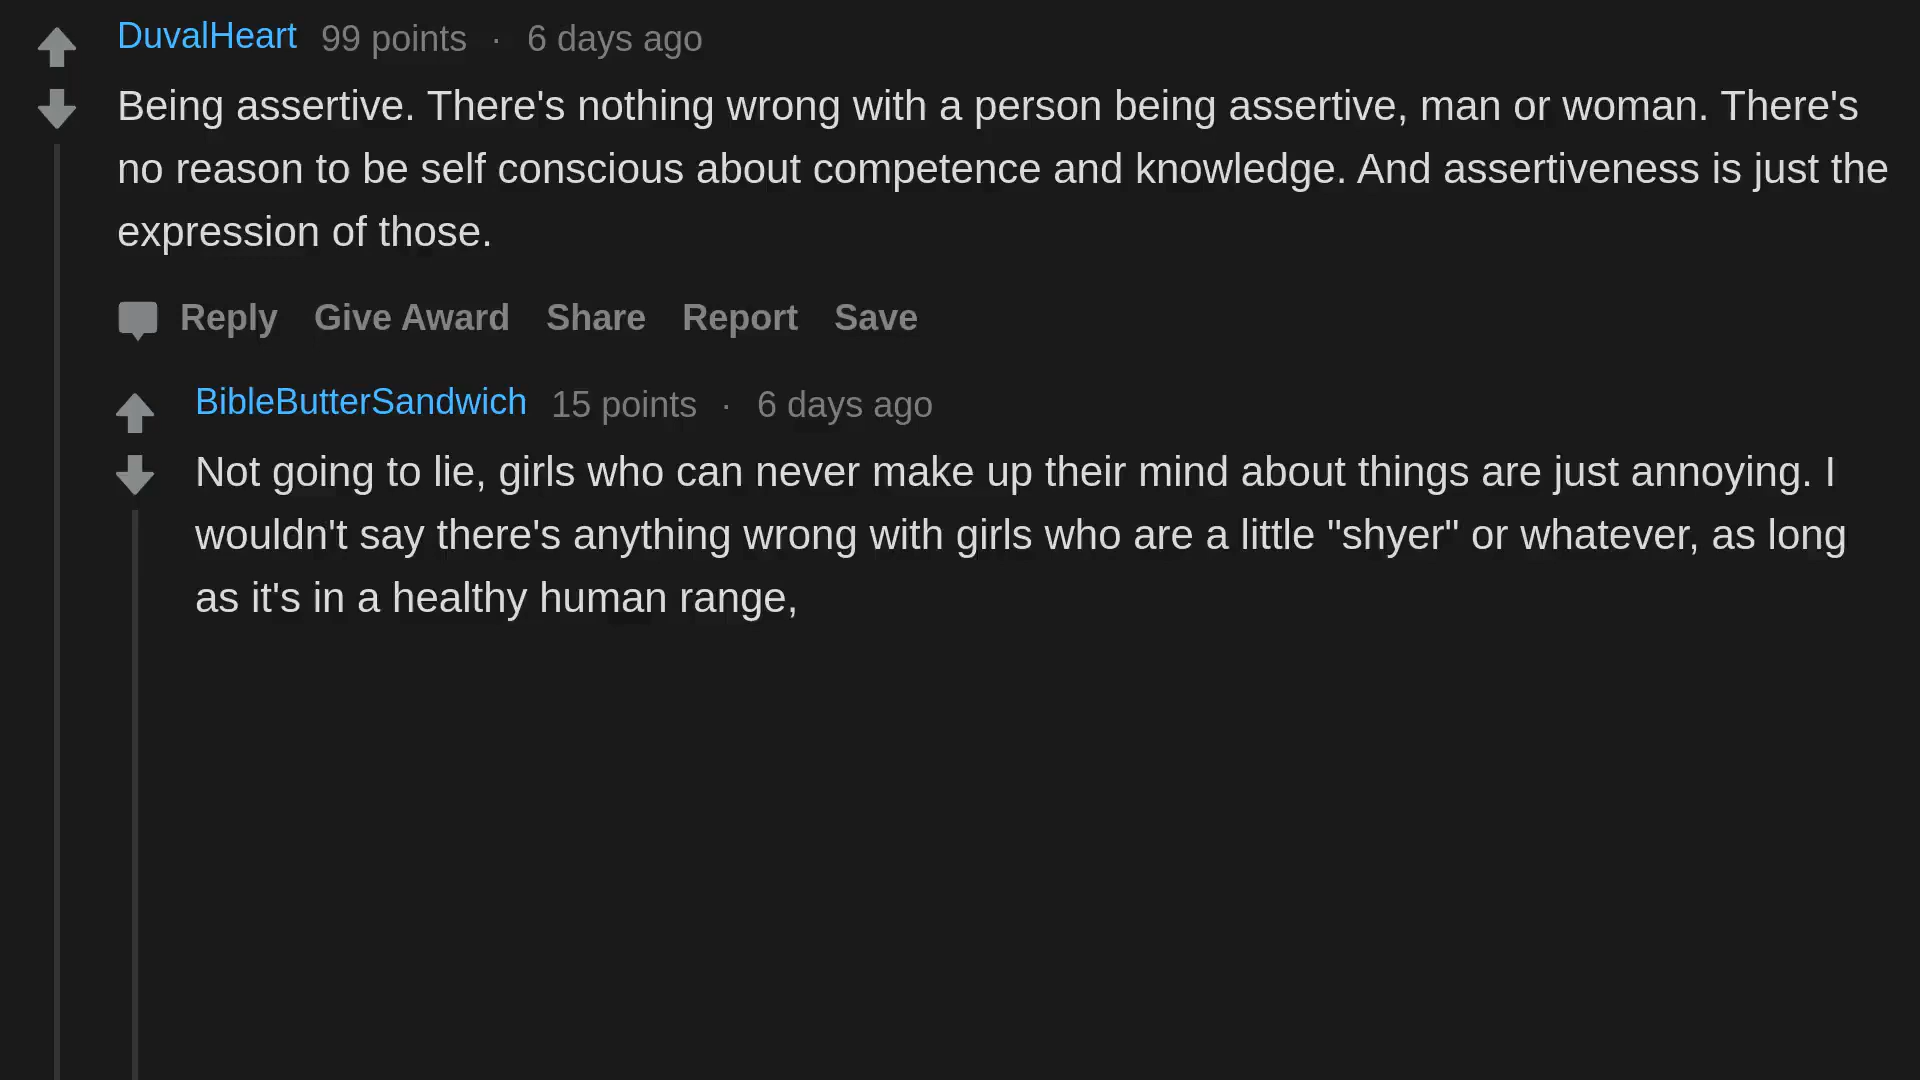 DuvalHeart 99 points · 6 days ago
Being assertive. There's nothing wrong with a person being assertive, man or woman. There's
no reason to be self conscious about competence and knowledge. And assertiveness is just the
expression of those.
Reply Give Award Share Report Save
BibleButterSandwich 15 points · 6 days ago
Not going to lie, girls who can never make up their mind about things are just annoying. I
wouldn't say there's anything wrong with girls who are a little "shyer" or whatever, as long
as it's in a healthy human range,